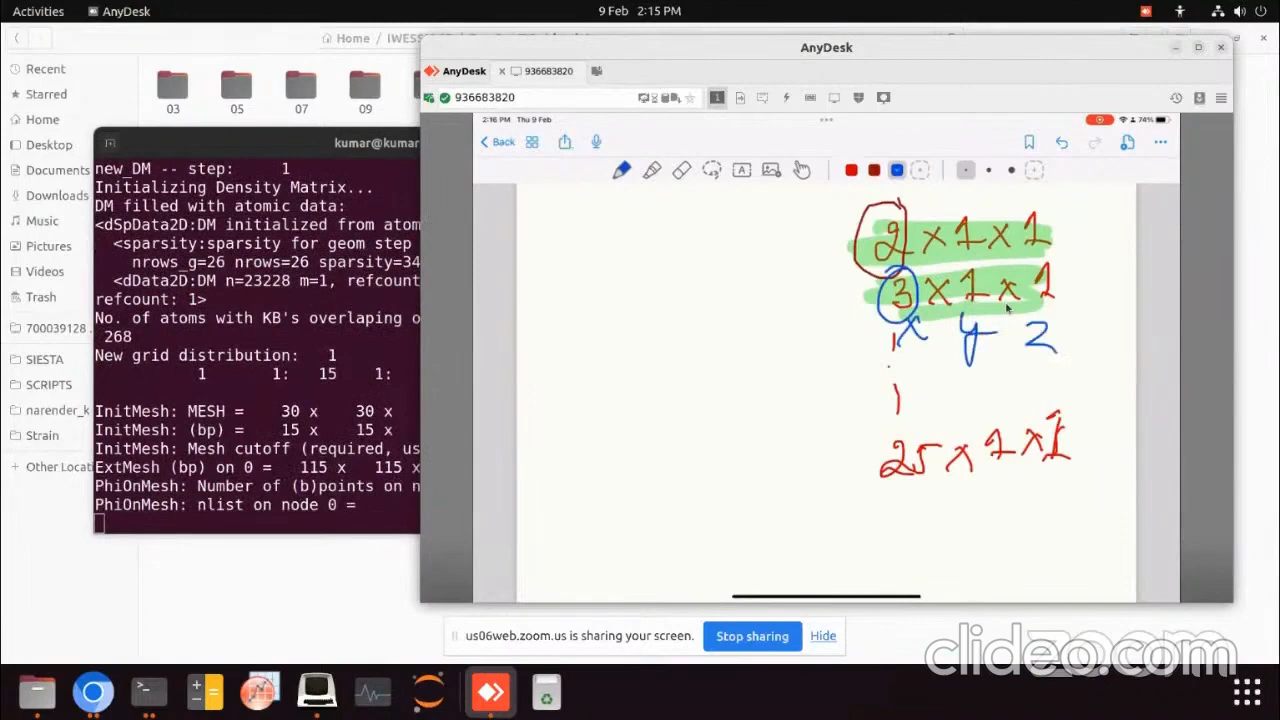 Activities
AnyDesk
9 Feb 2:15 PM
Home / IWES
Recent
Starred
Home
Desktop
Documents
Downloads
Music
Pictures
Videos
Trash
700039128…
SIESTA
SCRIPTS
narender_k
Strain
Other Locat
03
05
07
09
kumar@kumar
new_DM -- step: 1
Initializing Density Matrix...
DM filled with atomic data:
<dSpData2D:DM initialized from atom
<sparsity:sparsity for geom step
nrows_g=26 nrows=26 sparsity=34
<dData2D:DM n=23228 m=1, refcount
refcount: 1>
No. of atoms with KB's overlaping o
268
New grid distribution: 1
1 1: 15 1:
InitMesh: MESH = 30 x 30 x
InitMesh: (bp) = 15 x 15 x
InitMesh: Mesh cutoff (required, us
ExtMesh (bp) on 0 = 115 x 115 x
PhiOnMesh: Number of (b)points on n
PhiOnMesh: nlist on node 0 =
AnyDesk
AnyDesk
936683820
936683820
1
2:16 PM Thu 9 Feb
74%
Back
A
2 x 1 x 1
3 x 1 x 1
x y z
25 x 1 x 1
us06web.zoom.us is sharing your screen.
Stop sharing
Hide
clideo.com
zoom